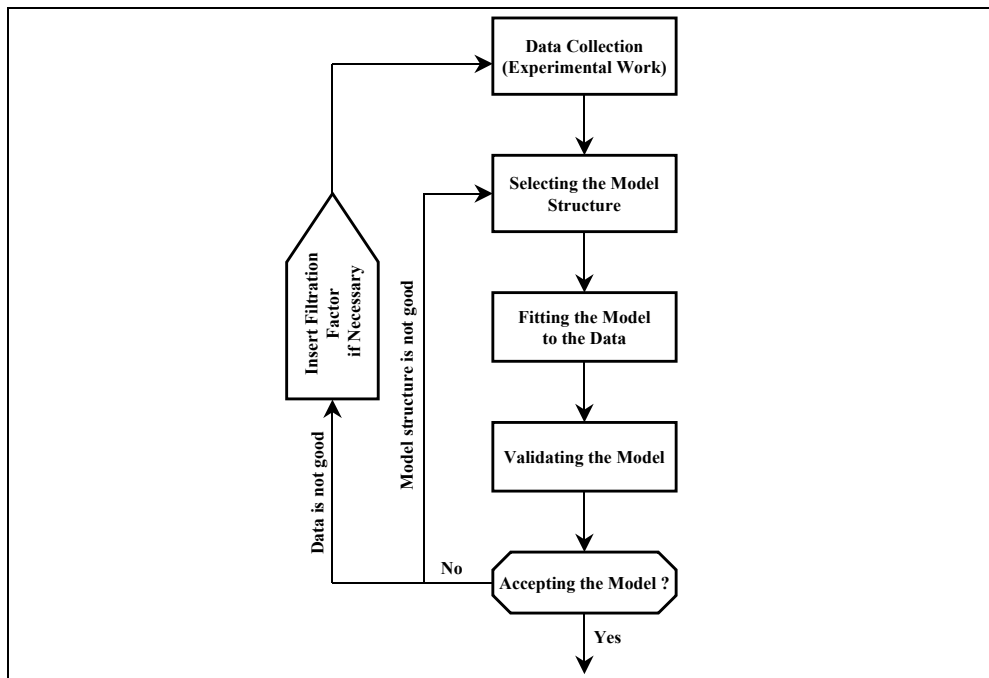 Data Collection
(Experimental Work)
Selecting the Model
Structure
Fitting the Model
to the Data
Validating the Model
Accepting the Model ?
No
Yes
Model structure is not good
Data is not good
Insert Filtration
Factor
if Necessary